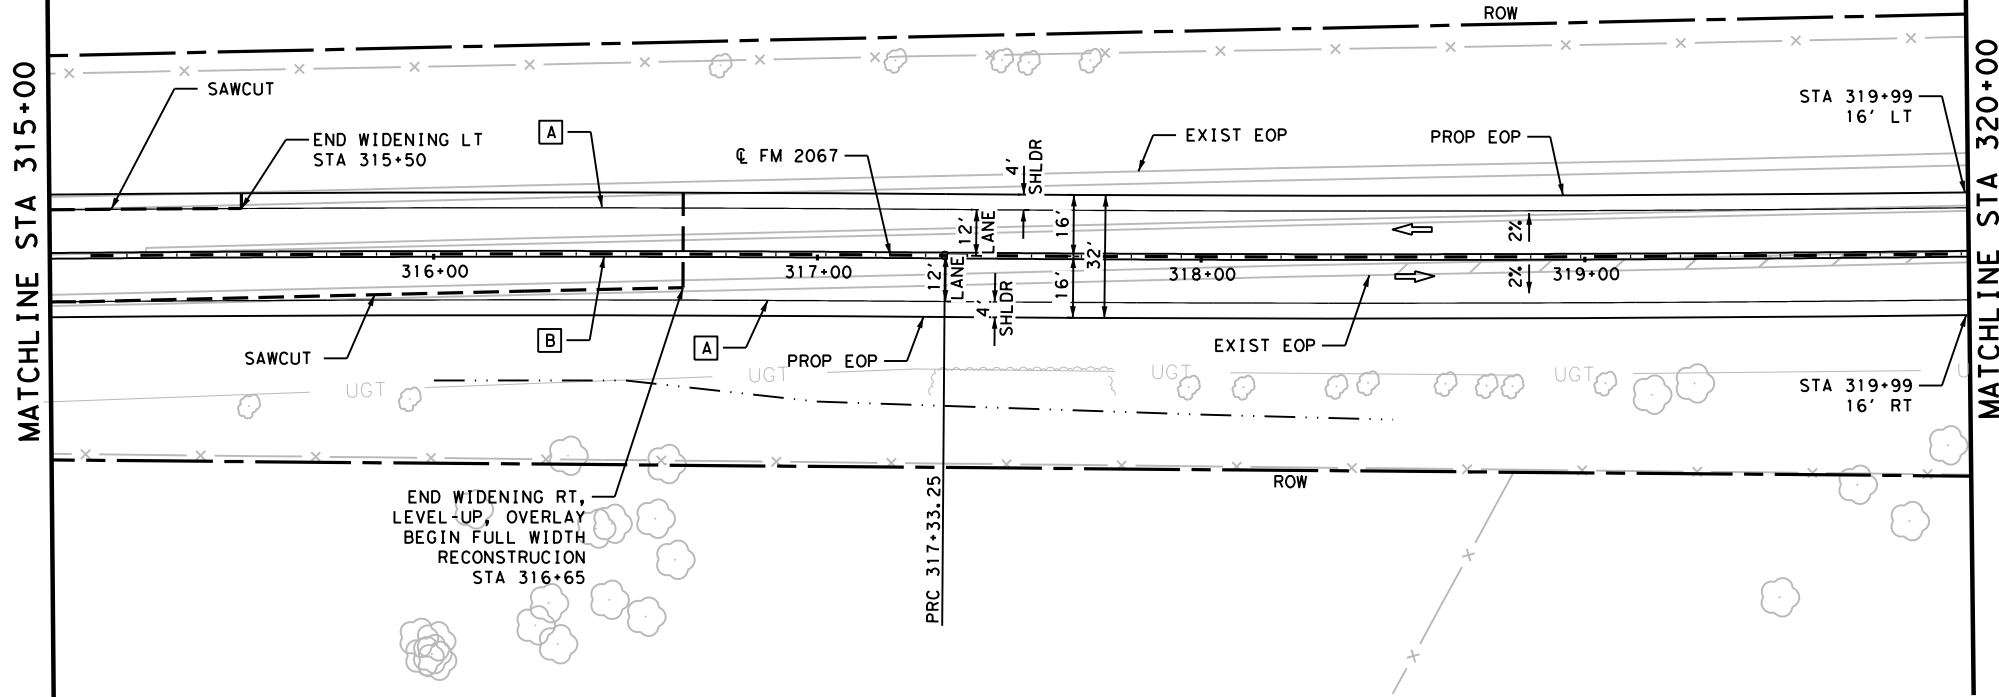 ROW
MATCHLINE STA 315+00
MATCHLINE STA 320+00
SAWCUT
END WIDENING LT
STA 315+50
A
℄ FM 2067
4'
SHLDR
EXIST EOP
PROP EOP
STA 319+99
16' LT
12'
LANE
16'
32'
2%
316+00
317+00
318+00
319+00
12'
LANE
4'
SHLDR
16'
2%
SAWCUT
B
A
PROP EOP
EXIST EOP
STA 319+99
16' RT
UGT
UGT
UGT
UGT
U
ROW
END WIDENING RT,
LEVEL-UP, OVERLAY
BEGIN FULL WIDTH
RECONSTRUCION
STA 316+65
PRC 317+33.25